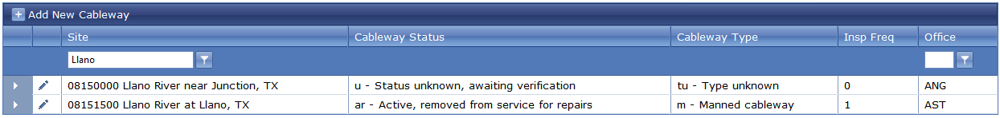 Add New Cableway
Site Cableway Status Cableway Type Insp Freq Office
Llano
08150000 Llano River near Junction, TX u - Status unknown, awaiting verification tu - Type unknown 0 ANG
08151500 Llano River at Llano, TX ar - Active, removed from service for repairs m - Manned cableway 1 AST